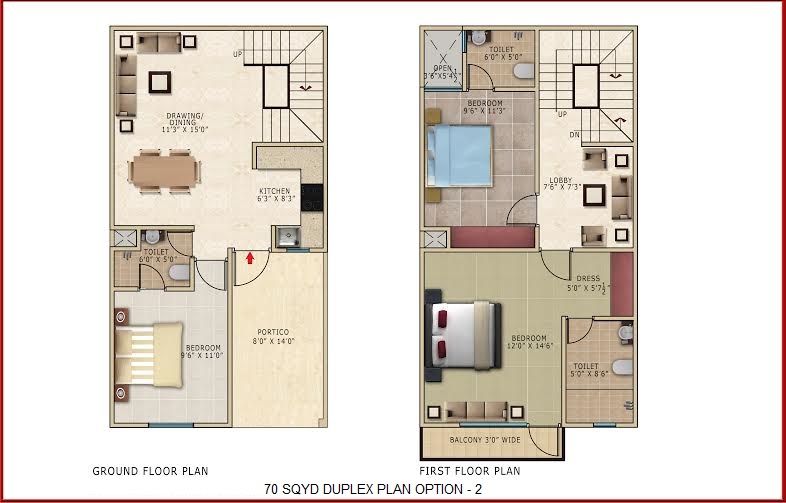 UP
DRAWING/
DINING
11'3" X 15'0"
KITCHEN
6'3" X 8'3"
TOILET
6'0" X 5'0"
BEDROOM
9'6" X 11'0"
PORTICO
8'0" X 14'0"
GROUND FLOOR PLAN
OPEN
3'6"X5'4½"
TOILET
6'0" X 5'0"
BEDROOM
9'6" X 11'3"
UP
DN
LOBBY
7'6" X 7'3"
DRESS
5'0" X 5'7½"
BEDROOM
12'0" X 14'6"
TOILET
5'0" X 8'6"
BALCONY 3'0" WIDE
FIRST FLOOR PLAN
70 SQYD DUPLEX PLAN OPTION - 2